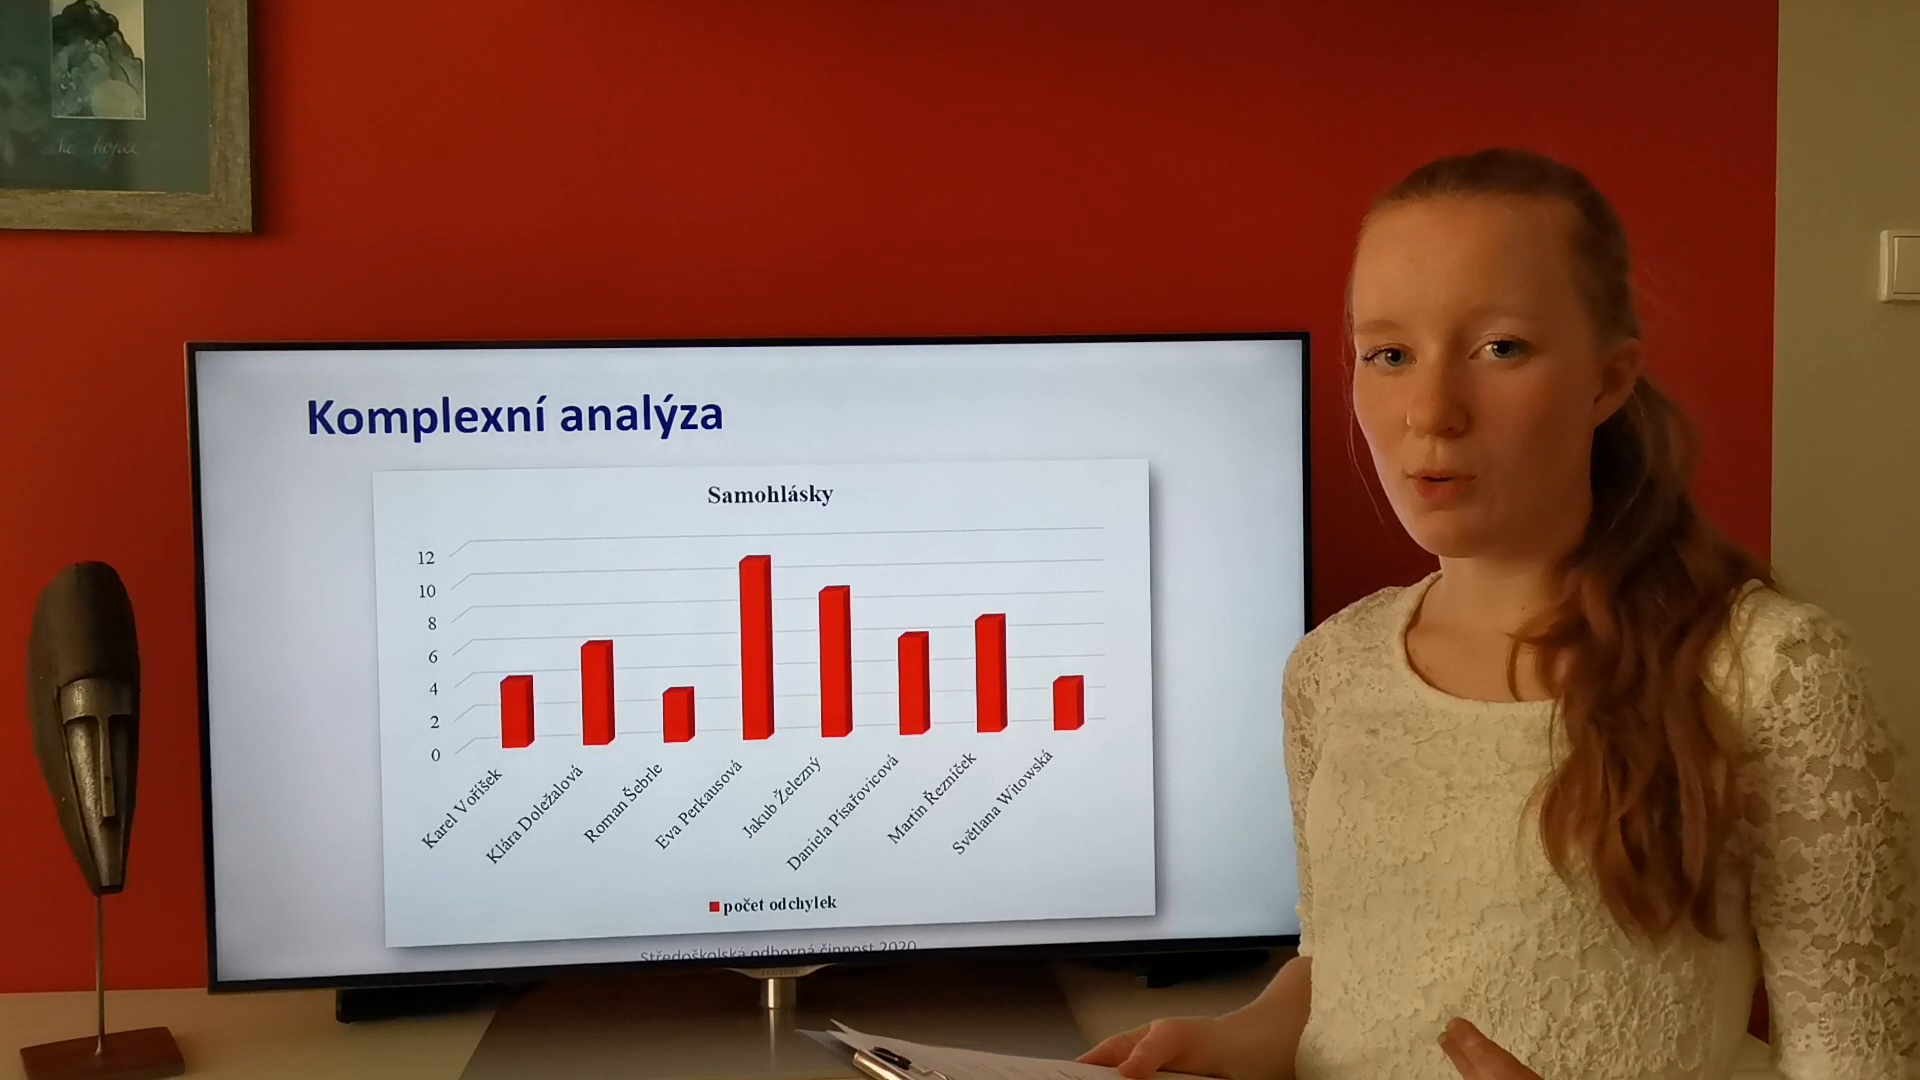 Komplexní analýza
Samohlásky
12
10
8
6
4
2
0
Karel Voříšek
Klára Doležalová
Roman Šebrle
Eva Perkausová
Jakub Železný
Daniela Písařovicová
Martin Řezníček
Světlana Witowská
počet odchylek
Středoškolská odborná činnost 2020